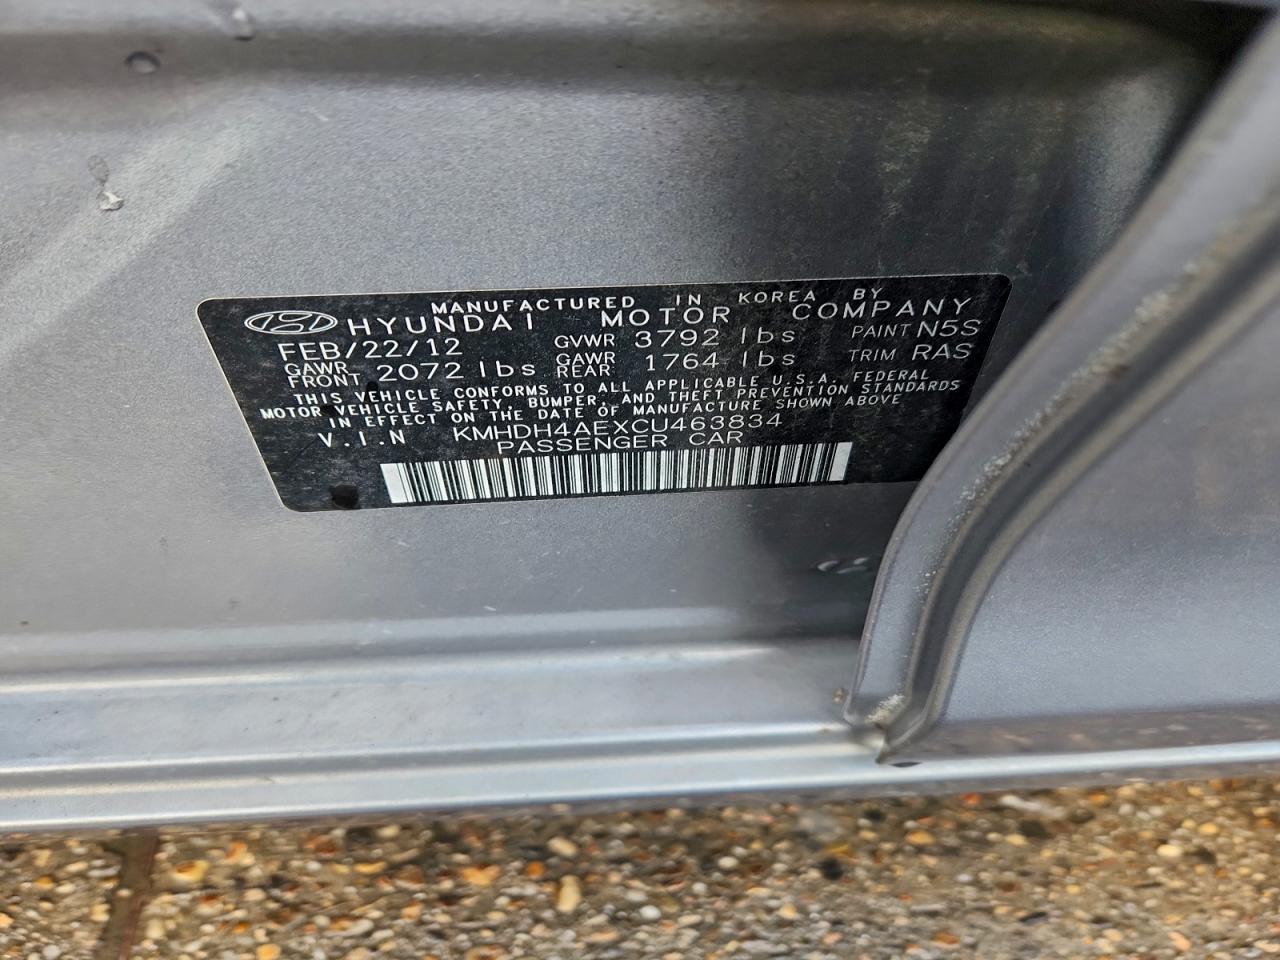 MANUFACTURED IN KOREA BY
HYUNDAI MOTOR COMPANY
FEB/22/12 GVWR 3792 lbs PAINT N5S
GAWR FRONT 2072 lbs GAWR REAR 1764 lbs TRIM RAS
THIS VEHICLE CONFORMS TO ALL APPLICABLE U.S.A. FEDERAL
MOTOR VEHICLE SAFETY, BUMPER, AND THEFT PREVENTION STANDARDS
IN EFFECT ON THE DATE OF MANUFACTURE SHOWN ABOVE
V.I.N KMHDH4AEXCU463834
PASSENGER CAR